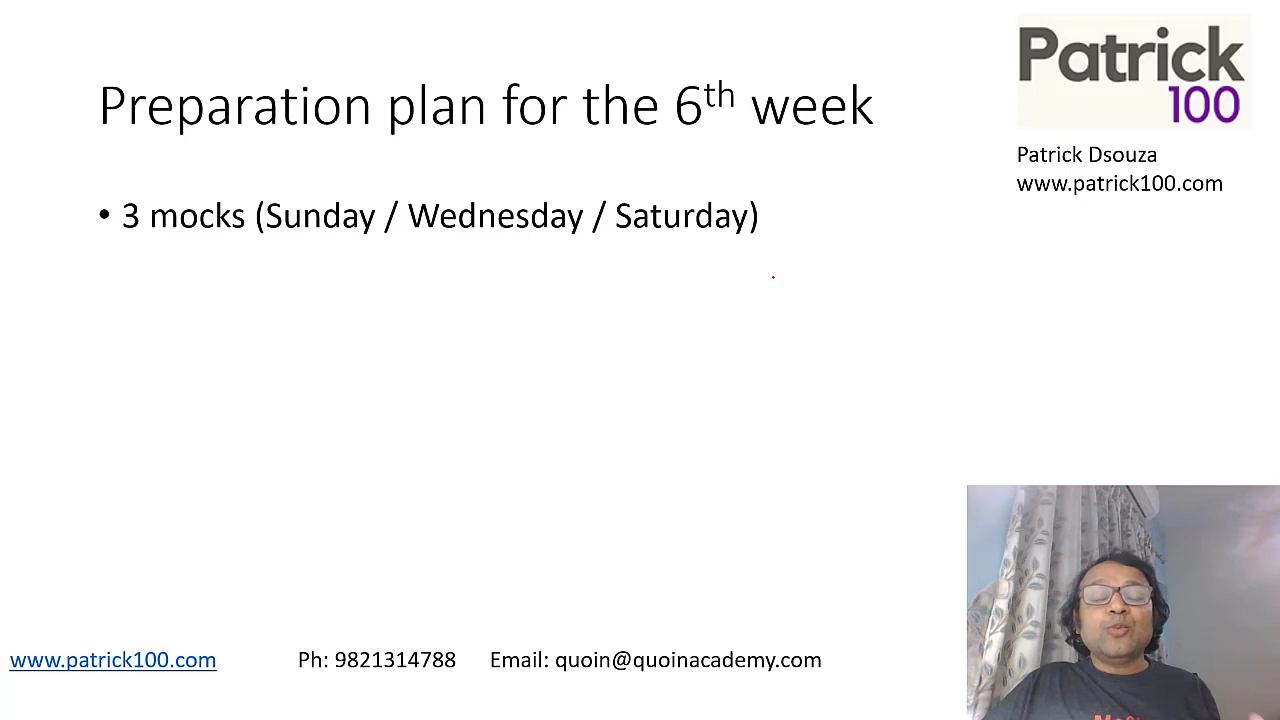 Patrick
100
Preparation plan for the 6th week
Patrick Dsouza
www.patrick100.com
• 3 mocks (Sunday / Wednesday / Saturday)
www.patrick100.com Ph: 9821314788 Email: quoin@quoinacademy.com